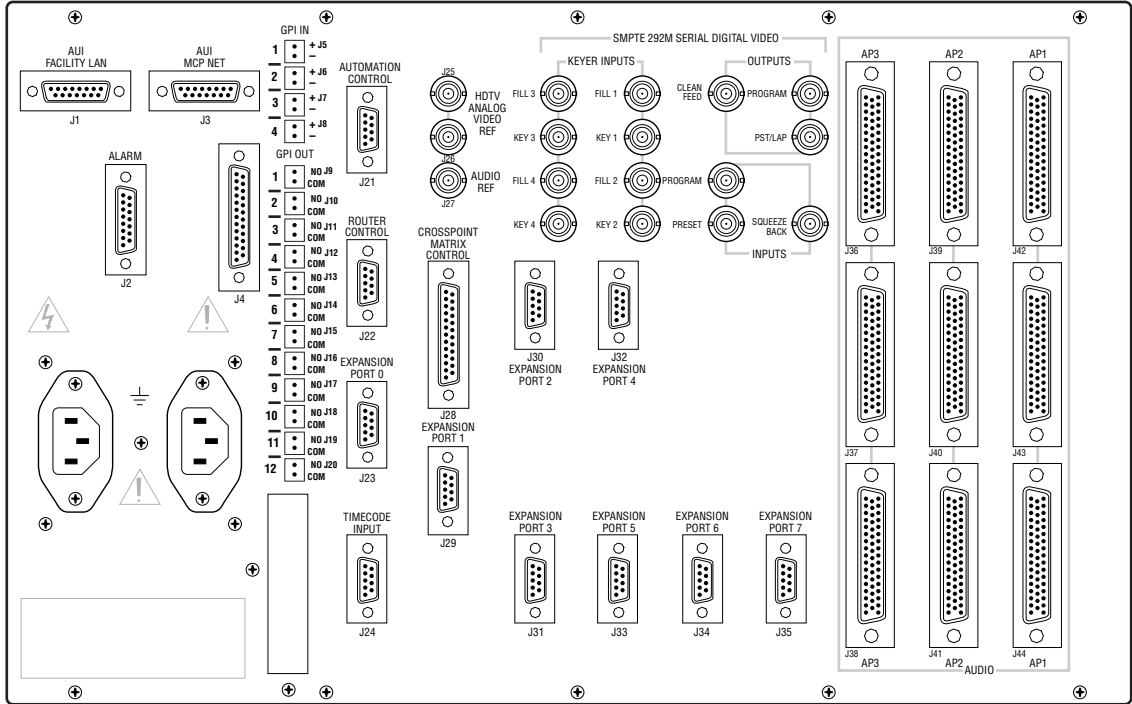 AUI
FACILITY LAN
J1
AUI
MCP NET
J3
ALARM
J2
J4
GPI IN
1 + J5
–
2 + J6
–
3 + J7
–
4 + J8
–
GPI OUT
1 NO J9
COM
2 NO J10
COM
3 NO J11
COM
4 NO J12
COM
5 NO J13
COM
6 NO J14
COM
7 NO J15
COM
8 NO J16
COM
9 NO J17
COM
10 NO J18
COM
11 NO J19
COM
12 NO J20
COM
AUTOMATION
CONTROL
J21
ROUTER
CONTROL
J22
EXPANSION
PORT 0
J23
TIMECODE
INPUT
J24
J25
HDTV
ANALOG
VIDEO
REF
J26
AUDIO
REF
J27
CROSSPOINT
MATRIX
CONTROL
J28
EXPANSION
PORT 1
J29
SMPTE 292M SERIAL DIGITAL VIDEO
KEYER INPUTS
FILL 3
FILL 1
KEY 3
KEY 1
FILL 4
FILL 2
KEY 4
KEY 2
OUTPUTS
CLEAN
FEED
PROGRAM
PST/LAP
PROGRAM
PRESET
SQUEEZE
BACK
INPUTS
J30
EXPANSION
PORT 2
J32
EXPANSION
PORT 4
EXPANSION
PORT 3
J31
EXPANSION
PORT 5
J33
EXPANSION
PORT 6
J34
EXPANSION
PORT 7
J35
AP3
AP2
AP1
J36
J39
J42
J37
J40
J43
J38
J41
J44
AP3
AP2
AP1
AUDIO